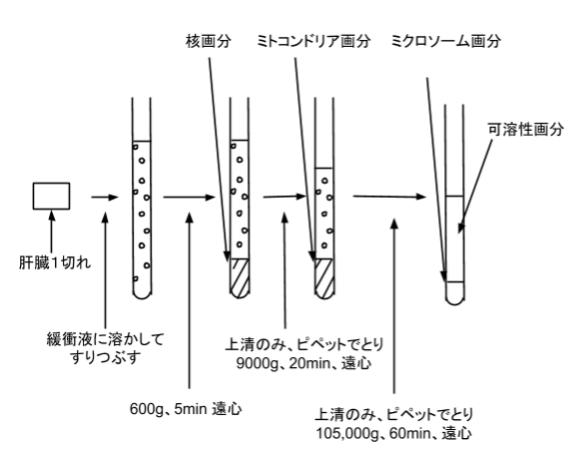 核画分
ミトコンドリア画分
ミクロソーム画分
可溶性画分
肝臓1切れ
緩衝液に溶かして
すりつぶす
上清のみ、ピペットでとり
9000g、20min、遠心
600g、5min 遠心
上清のみ、ピペットでとり
105,000g、60min、遠心